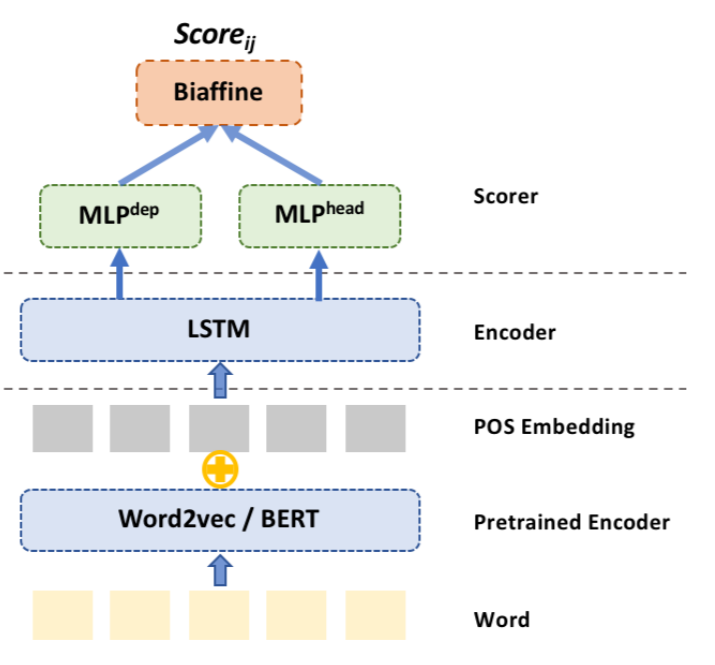 Score_ij
Biaffine
MLP^dep
MLP^head
Scorer
LSTM
Encoder
POS Embedding
Word2vec / BERT
Pretrained Encoder
Word